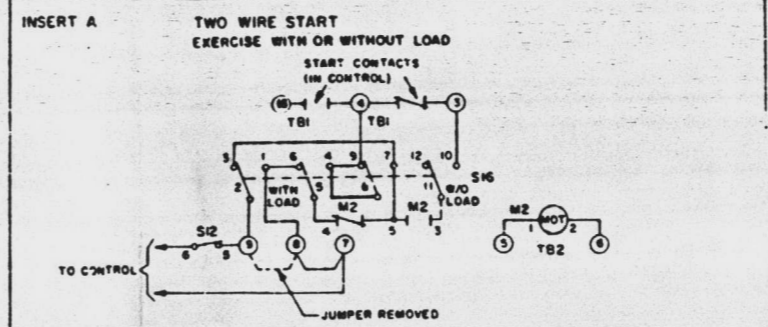 INSERT A
TWO WIRE START
EXERCISE WITH OR WITHOUT LOAD
START CONTACTS
(IN CONTROL)
4 3
TB1 TB1
3 1 6 4 9 7 12 10 S16
2 WITH LOAD 5 11 W/O LOAD
M2 M2
4 5 3
M2 MOT
1 2
5 TB2 6
S12
6 5 9 8 7
TO CONTROL
JUMPER REMOVED